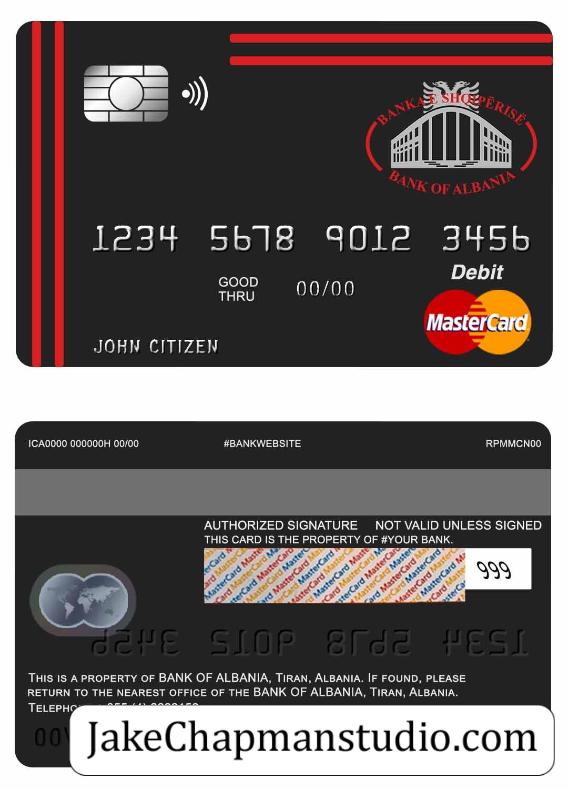 BANKA E SHQIPËRISË
BANK OF ALBANIA
1234 5678 9012 3456
Debit
GOOD THRU 00/00
MasterCard
JOHN CITIZEN
ICA0000 000000H 00/00 #BANKWEBSITE RPMMCN00
AUTHORIZED SIGNATURE NOT VALID UNLESS SIGNED
THIS CARD IS THE PROPERTY OF #YOUR BANK.
MasterCard MasterCard MasterCard
999
THIS IS A PROPERTY OF BANK OF ALBANIA, TIRAN, ALBANIA. IF FOUND, PLEASE
RETURN TO THE NEAREST OFFICE OF THE BANK OF ALBANIA, TIRAN, ALBANIA.
JakeChapmanstudio.com